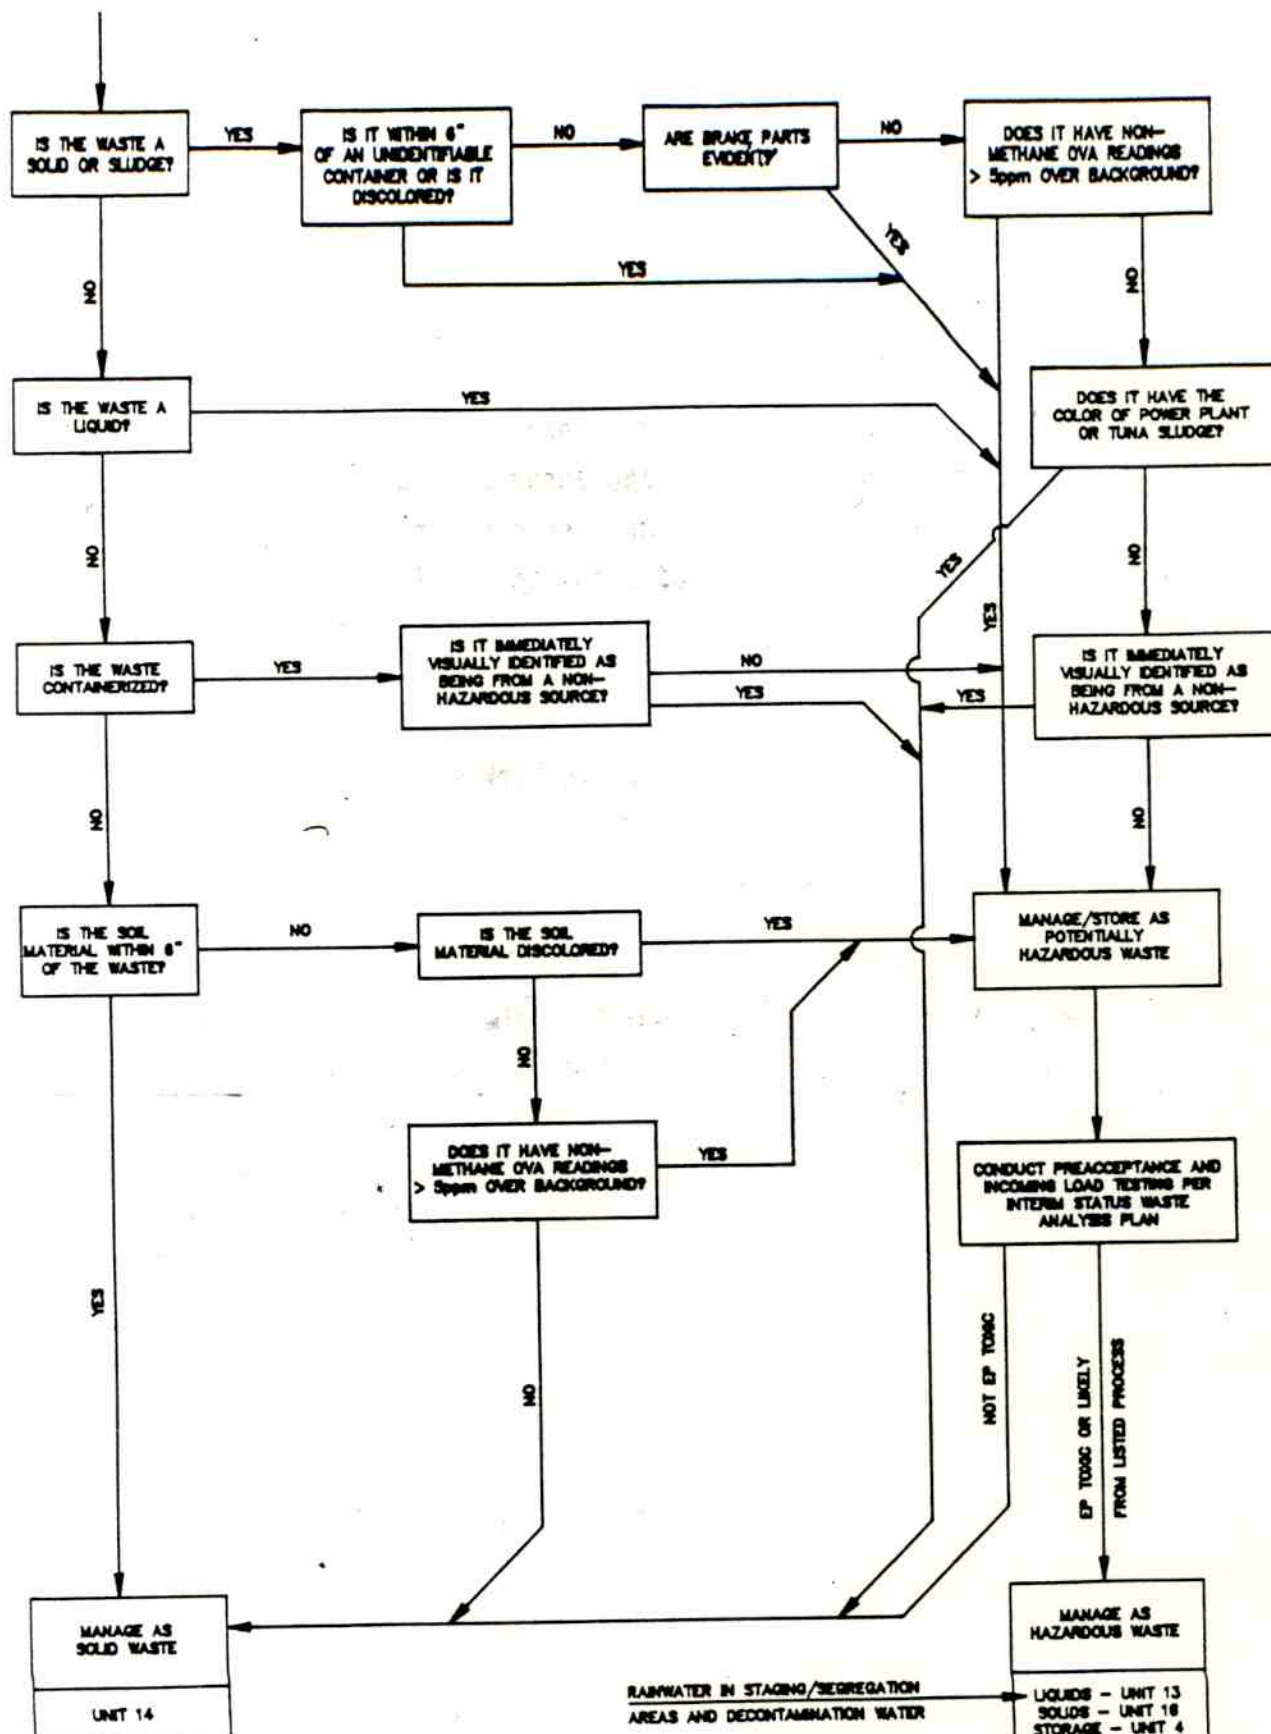 IS THE WASTE A
SOLID OR SLUDGE?
YES
IS IT WITHIN 6"
OF AN UNIDENTIFIABLE
CONTAINER OR IS IT
DISCOLORED?
NO
ARE BRAKE PARTS
EVIDENT?
NO
DOES IT HAVE NON-
METHANE OVA READINGS
> 5ppm OVER BACKGROUND?
YES
YES
NO
NO
IS THE WASTE A
LIQUID?
YES
DOES IT HAVE THE
COLOR OF POWER PLANT
OR TUNA SLUDGE?
NO
YES
YES
NO
IS THE WASTE
CONTAINERIZED?
YES
IS IT IMMEDIATELY
VISUALLY IDENTIFIED AS
BEING FROM A NON-
HAZARDOUS SOURCE?
NO
YES
YES
IS IT IMMEDIATELY
VISUALLY IDENTIFIED AS
BEING FROM A NON-
HAZARDOUS SOURCE?
NO
NO
IS THE SOIL
MATERIAL WITHIN 6"
OF THE WASTE?
NO
IS THE SOIL
MATERIAL DISCOLORED?
YES
MANAGE/STORE AS
POTENTIALLY
HAZARDOUS WASTE
NO
DOES IT HAVE NON-
METHANE OVA READINGS
> 5ppm OVER BACKGROUND?
YES
CONDUCT PREACCEPTANCE AND
INCOMING LOAD TESTING PER
INTERIM STATUS WASTE
ANALYSIS PLAN
YES
NO
NOT EP TOXIC
EP TOXIC OR LIKELY
FROM LISTED PROCESS
MANAGE AS
SOLID WASTE
UNIT 14
MANAGE AS
HAZARDOUS WASTE
RAINWATER IN STAGING/SEGREGATION
AREAS AND DECONTAMINATION WATER
LIQUIDS - UNIT 13
SOLIDS - UNIT 16
STORAGE - UNIT 4